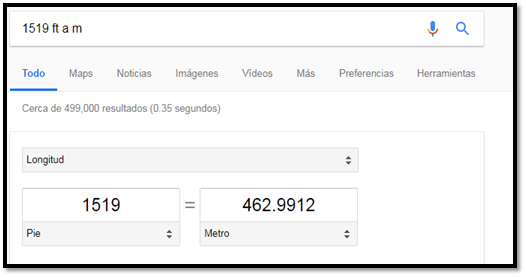 1519 ft a m
Todo Maps Noticias Imágenes Vídeos Más Preferencias Herramientas
Cerca de 499,000 resultados (0.35 segundos)
Longitud
1519 = 462.9912
Pie Metro